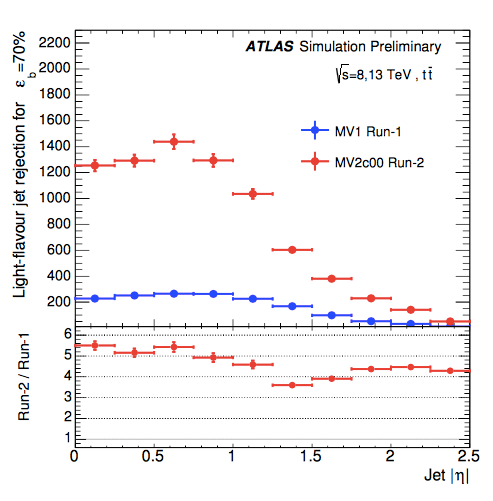 ATLAS Simulation Preliminary
√s=8,13 TeV , t t̄
MV1 Run-1
MV2c00 Run-2
Light-flavour jet rejection for ε_b=70%
2200
2000
1800
1600
1400
1200
1000
800
600
400
200
Run-2 / Run-1
6
5
4
3
2
1
0 0.5 1 1.5 2 2.5
Jet |η|